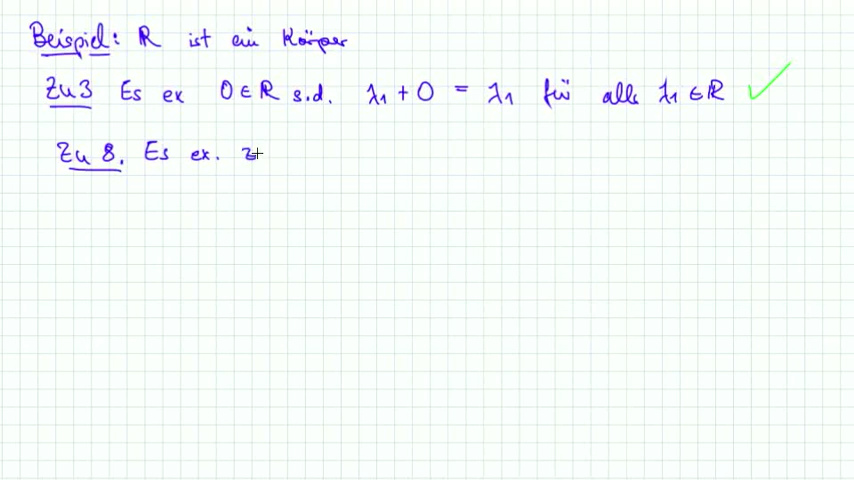 Beispiel: ℝ ist ein Körper
Zu 3 Es ex 0 ∈ ℝ s.d. λ₁ + 0 = λ₁ für alle λ₁ ∈ ℝ ✓
Zu 8. Es ex. z